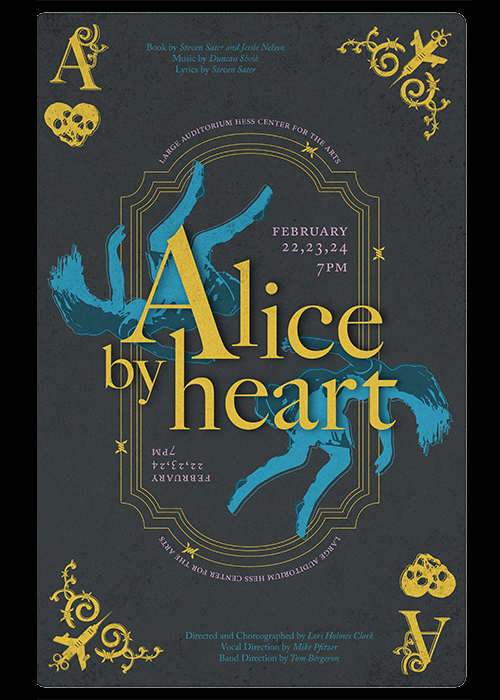 A
Book by Steven Sater and Jessie Nelson
Music by Duncan Sheik
Lyrics by Steven Sater
LARGE AUDITORIUM HESS CENTER FOR THE ARTS
FEBRUARY
22,23,24
7PM
Alice
by heart
FEBRUARY
22,23,24
7PM
LARGE AUDITORIUM HESS CENTER FOR THE ARTS
Directed and Choreographed by Lori Holmes Clark
Vocal Direction by Mike Pfitzer
Band Direction by Tom Bergeron
A